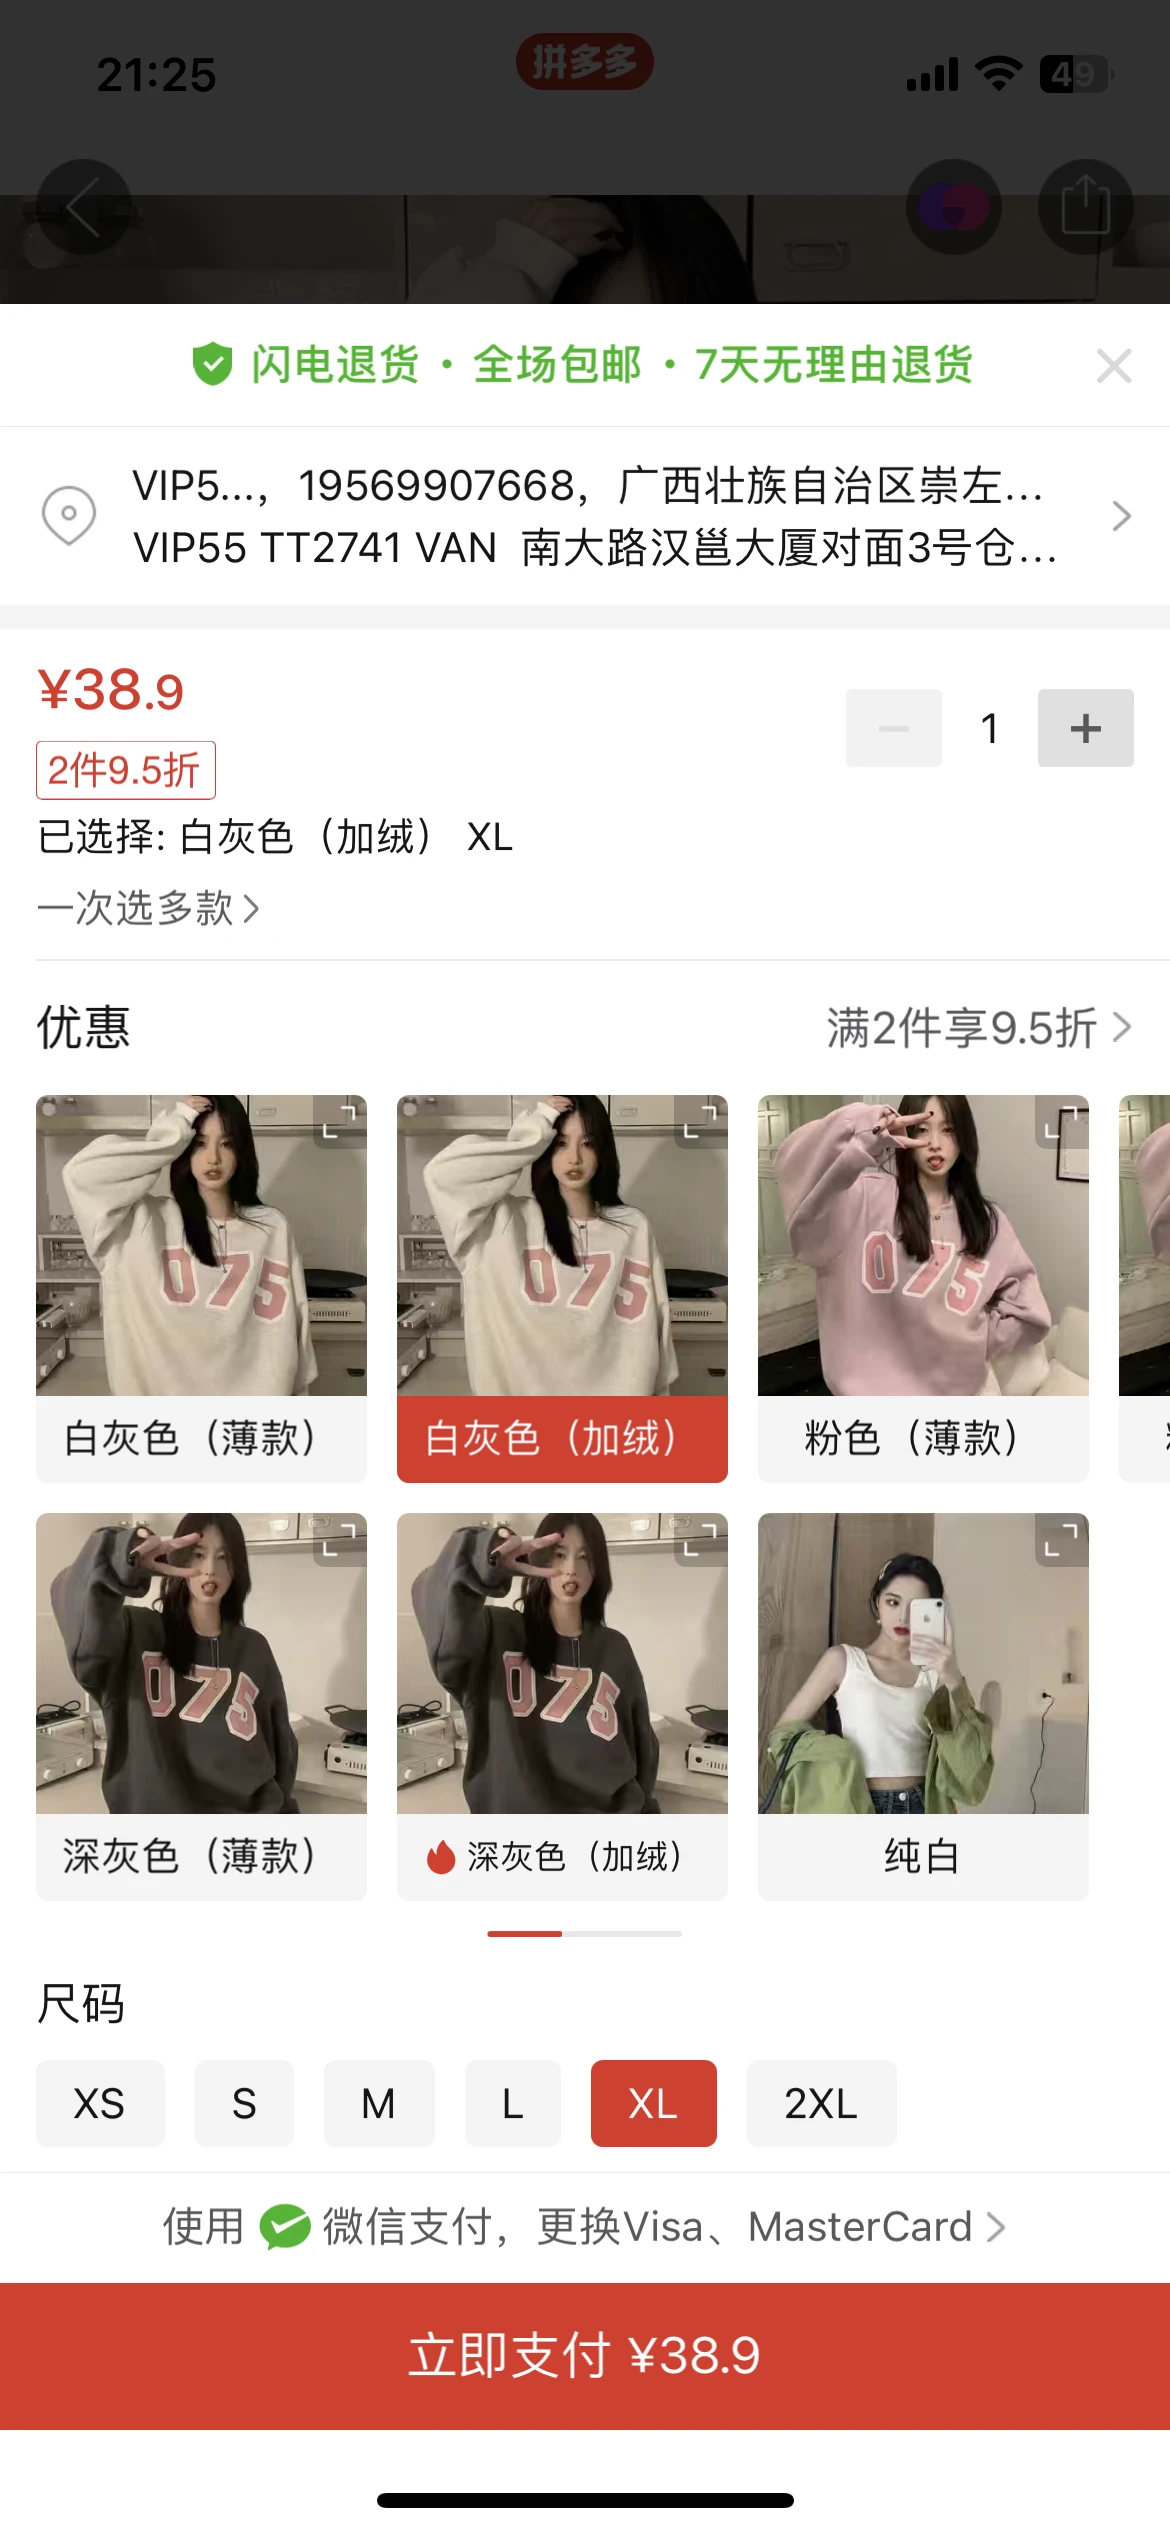 21:25
拼多多
49
闪电退货 · 全场包邮 · 7天无理由退货
VIP5...，19569907668，广西壮族自治区崇左...
VIP55 TT2741 VAN 南大路汉邕大厦对面3号仓...
¥38.9
1
2件9.5折
已选择: 白灰色（加绒） XL
一次选多款
优惠
满2件享9.5折
075
075
075
白灰色（薄款）
白灰色（加绒）
粉色（薄款）
075
075
深灰色（薄款）
深灰色（加绒）
纯白
尺码
XS
S
M
L
XL
2XL
使用 微信支付，更换Visa、MasterCard
立即支付 ¥38.9